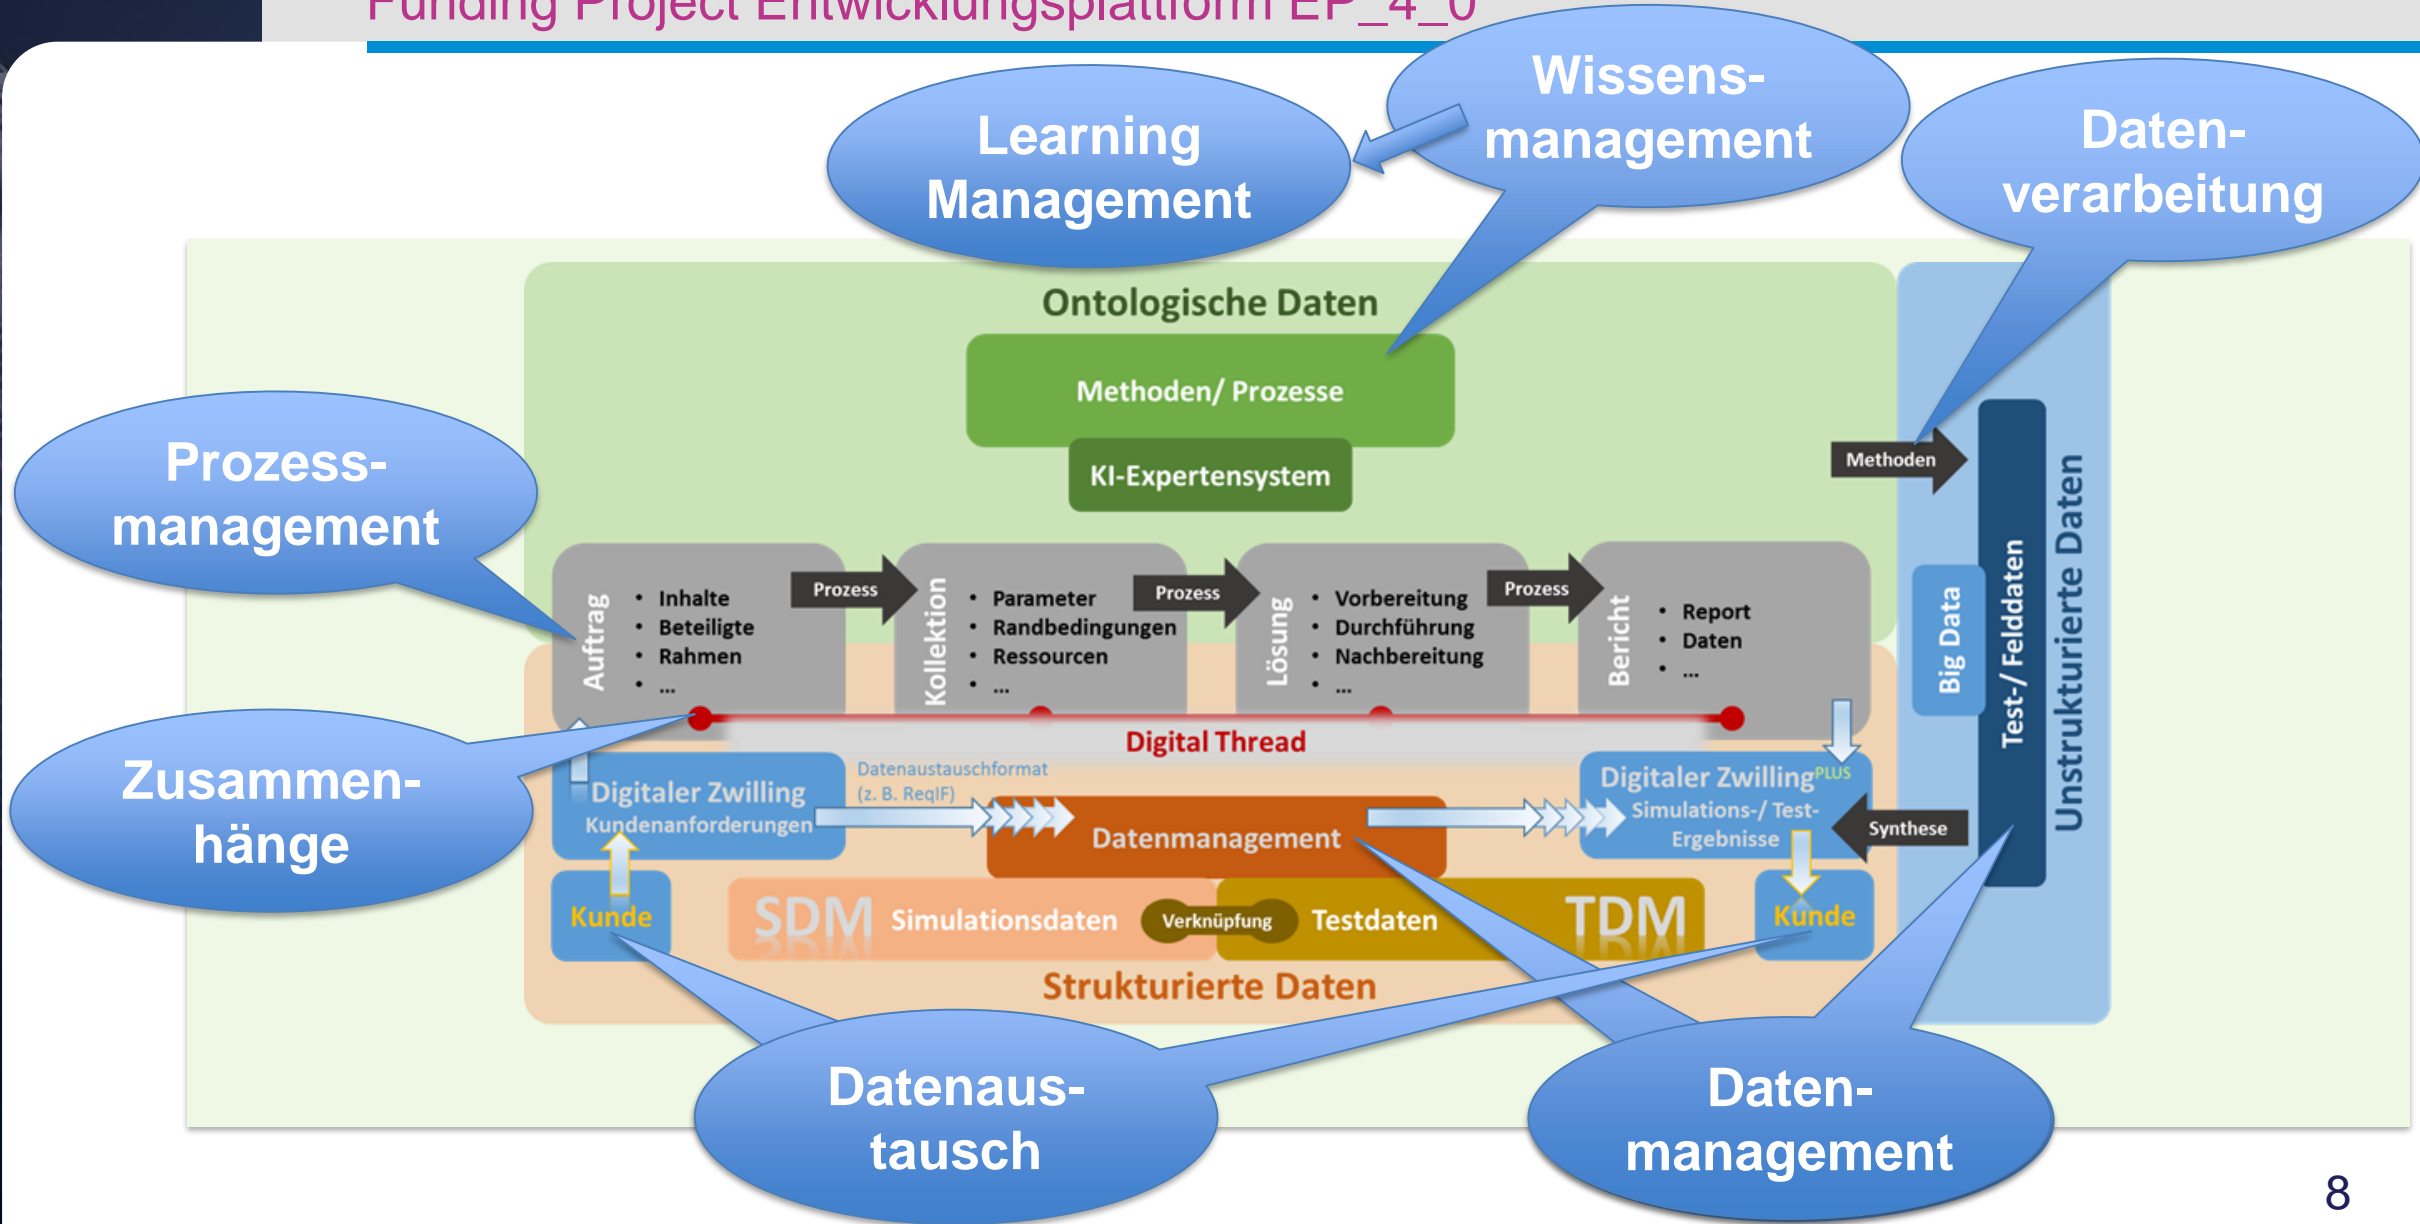 Funding Project Entwicklungsplattform EP_4_0
Wissens-
management
Learning
Management
Daten-
verarbeitung
Ontologische Daten
Methoden/ Prozesse
KI-Expertensystem
Methoden
Prozess-
management
Auftrag
• Inhalte
• Beteiligte
• Rahmen
• ...
Prozess
Kollektion
• Parameter
• Randbedingungen
• Ressourcen
• ...
Prozess
Lösung
• Vorbereitung
• Durchführung
• Nachbereitung
• ...
Prozess
Bericht
• Report
• Daten
• ...
Big Data
Test-/ Felddaten
Unstrukturierte Daten
Digital Thread
Zusammen-
hänge
Digitaler Zwilling
Kundenanforderungen
Datenaustauschformat
(z. B. ReqIF)
Datenmanagement
Digitaler Zwilling PLUS
Simulations-/ Test-
Ergebnisse
Synthese
Kunde
SDM Simulationsdaten
Verknüpfung
Testdaten TDM
Kunde
Strukturierte Daten
Datenaus-
tausch
Daten-
management
8